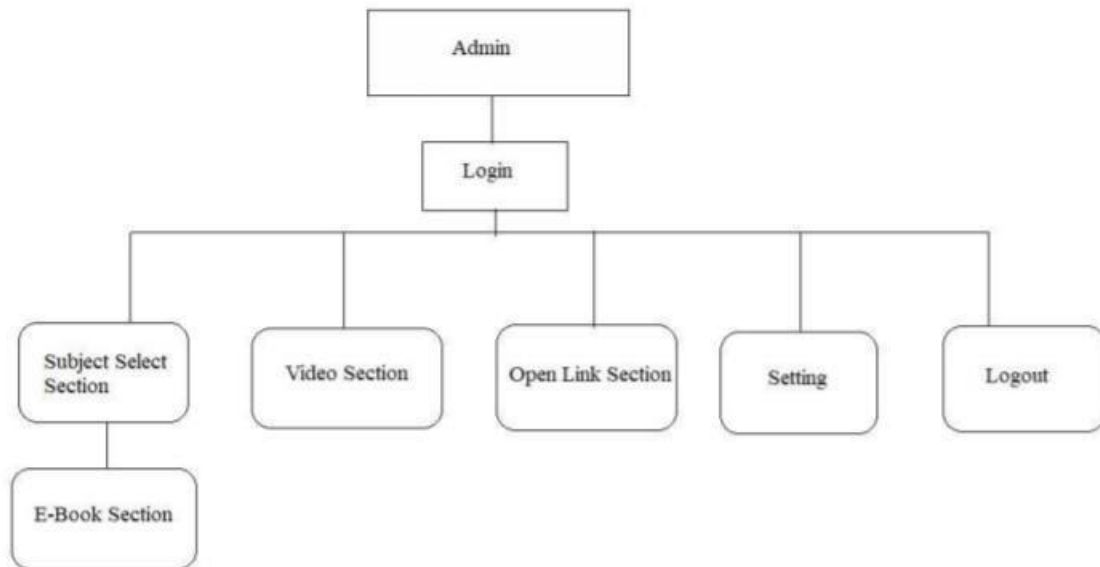 Admin
Login
Subject Select
Section
Video Section
Open Link Section
Setting
Logout
E-Book Section